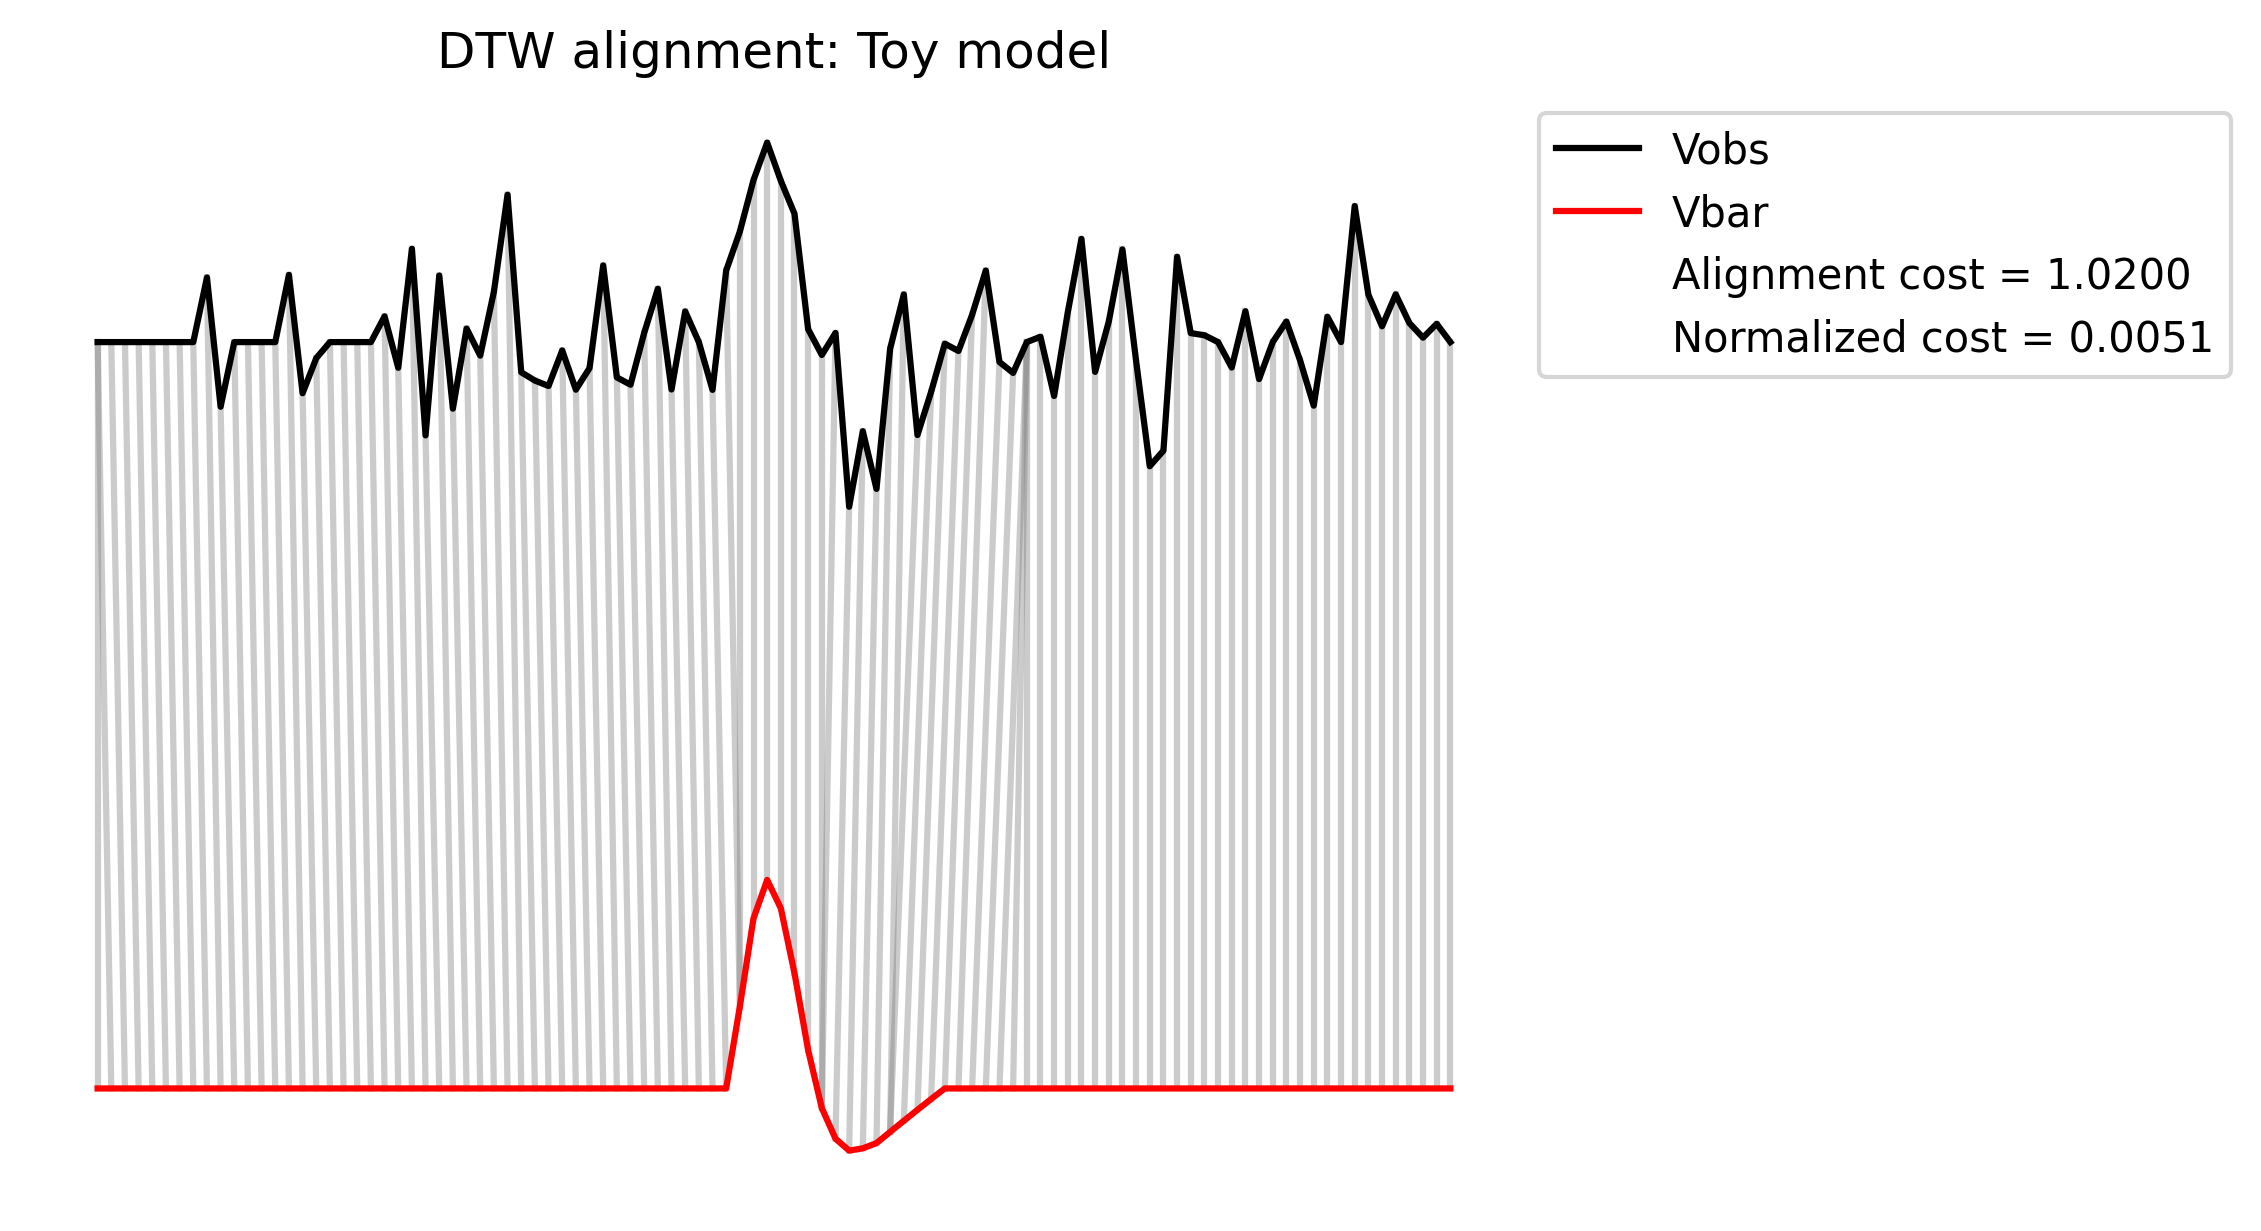 DTW alignment: Toy model
Vobs
Vbar
Alignment cost = 1.0200
Normalized cost = 0.0051